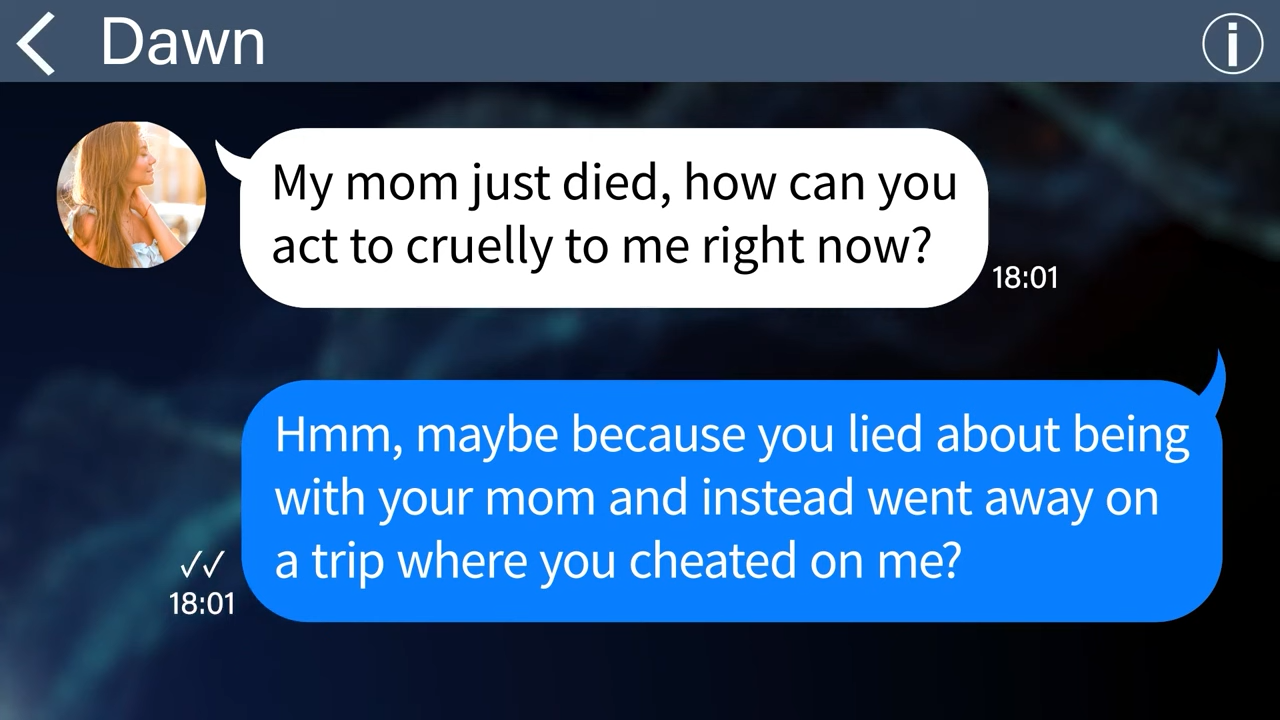 Dawn
My mom just died, how can you
act to cruelly to me right now?
18:01
Hmm, maybe because you lied about being
with your mom and instead went away on
a trip where you cheated on me?
✓✓
18:01